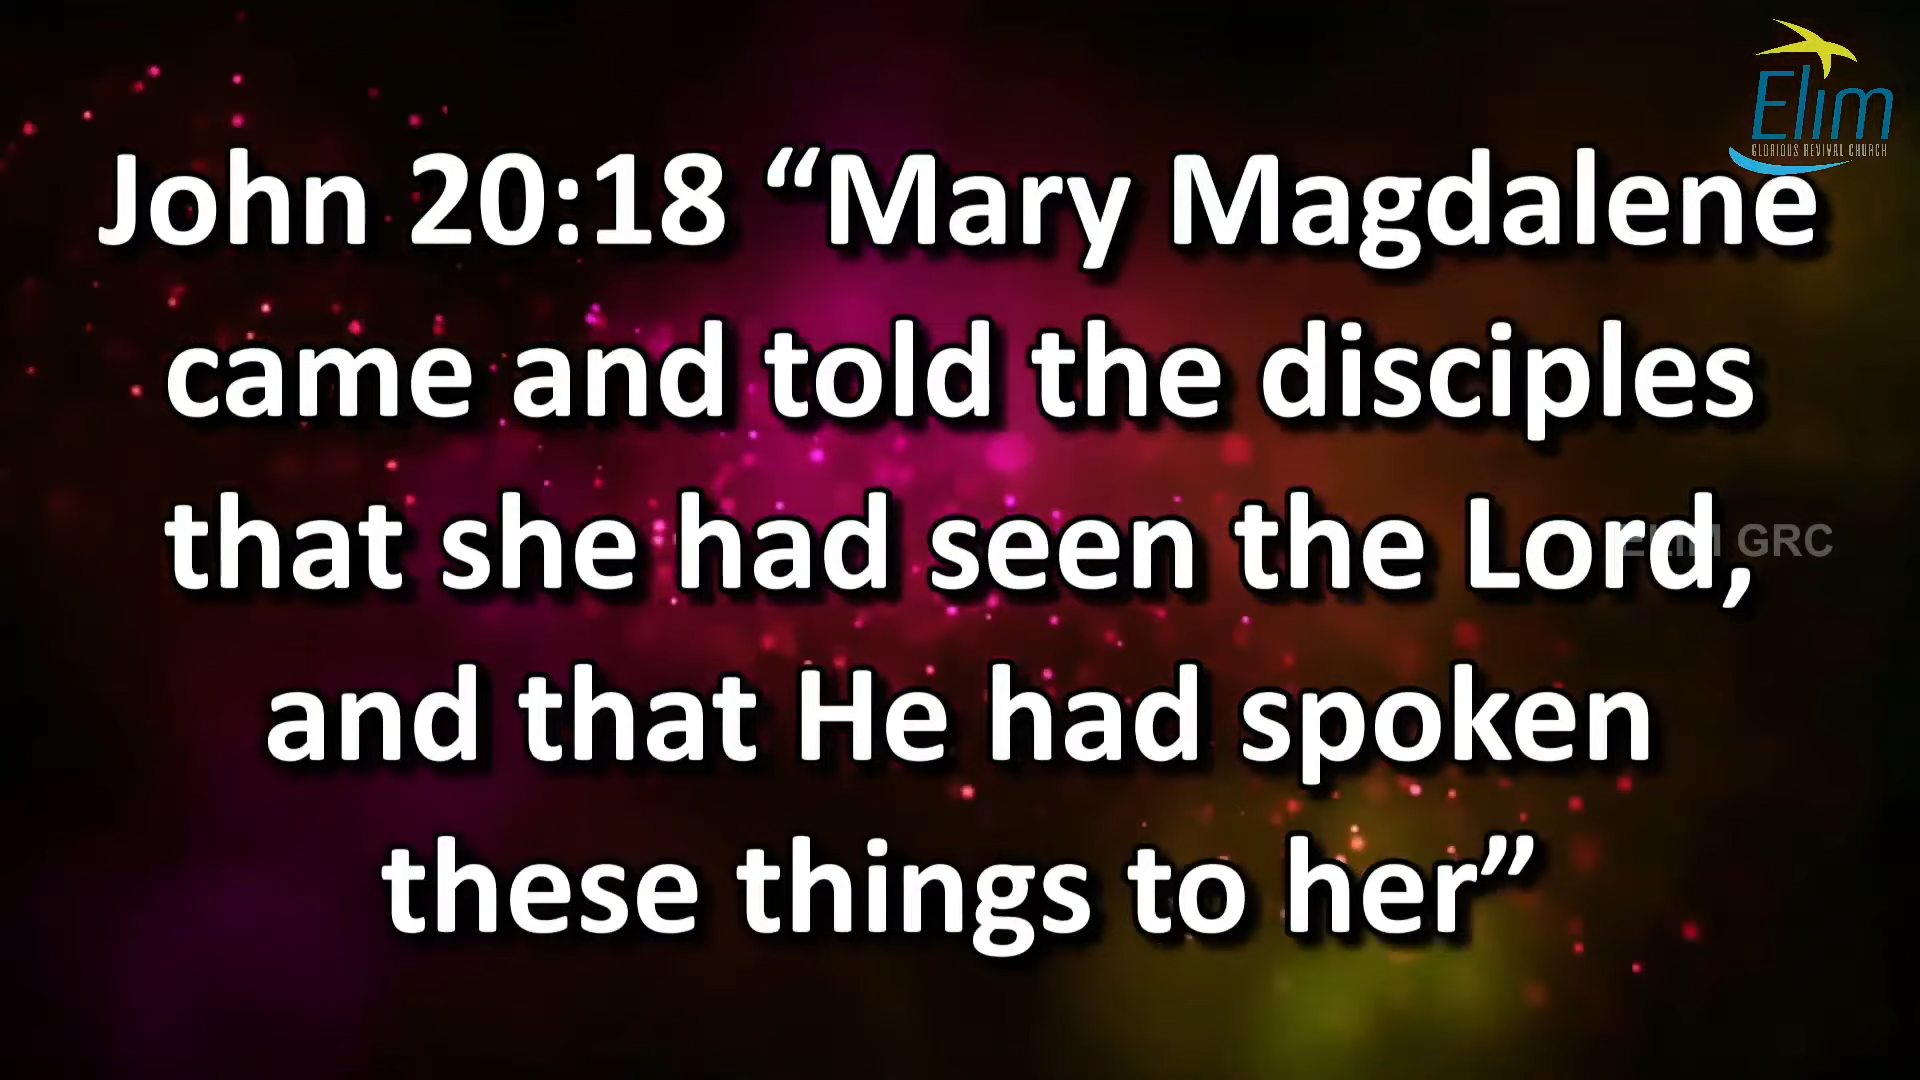 Elim
GLORIOUS REVIVAL CHURCH
John 20:18 “Mary Magdalene
came and told the disciples
that she had seen the Lord,
and that He had spoken
these things to her”
ELIM GRC